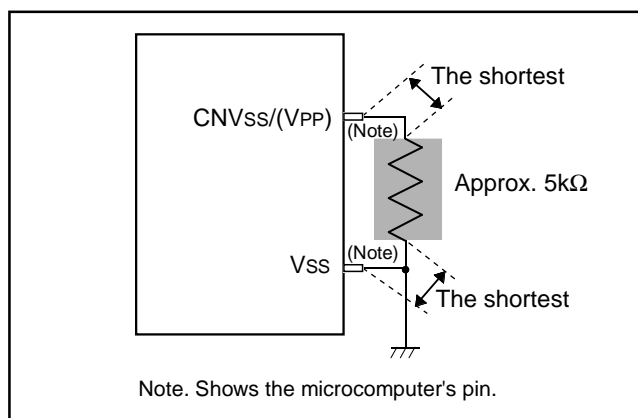 The shortest
CNVSS/(VPP)
(Note)
Approx. 5kΩ
(Note)
VSS
The shortest
Note. Shows the microcomputer's pin.